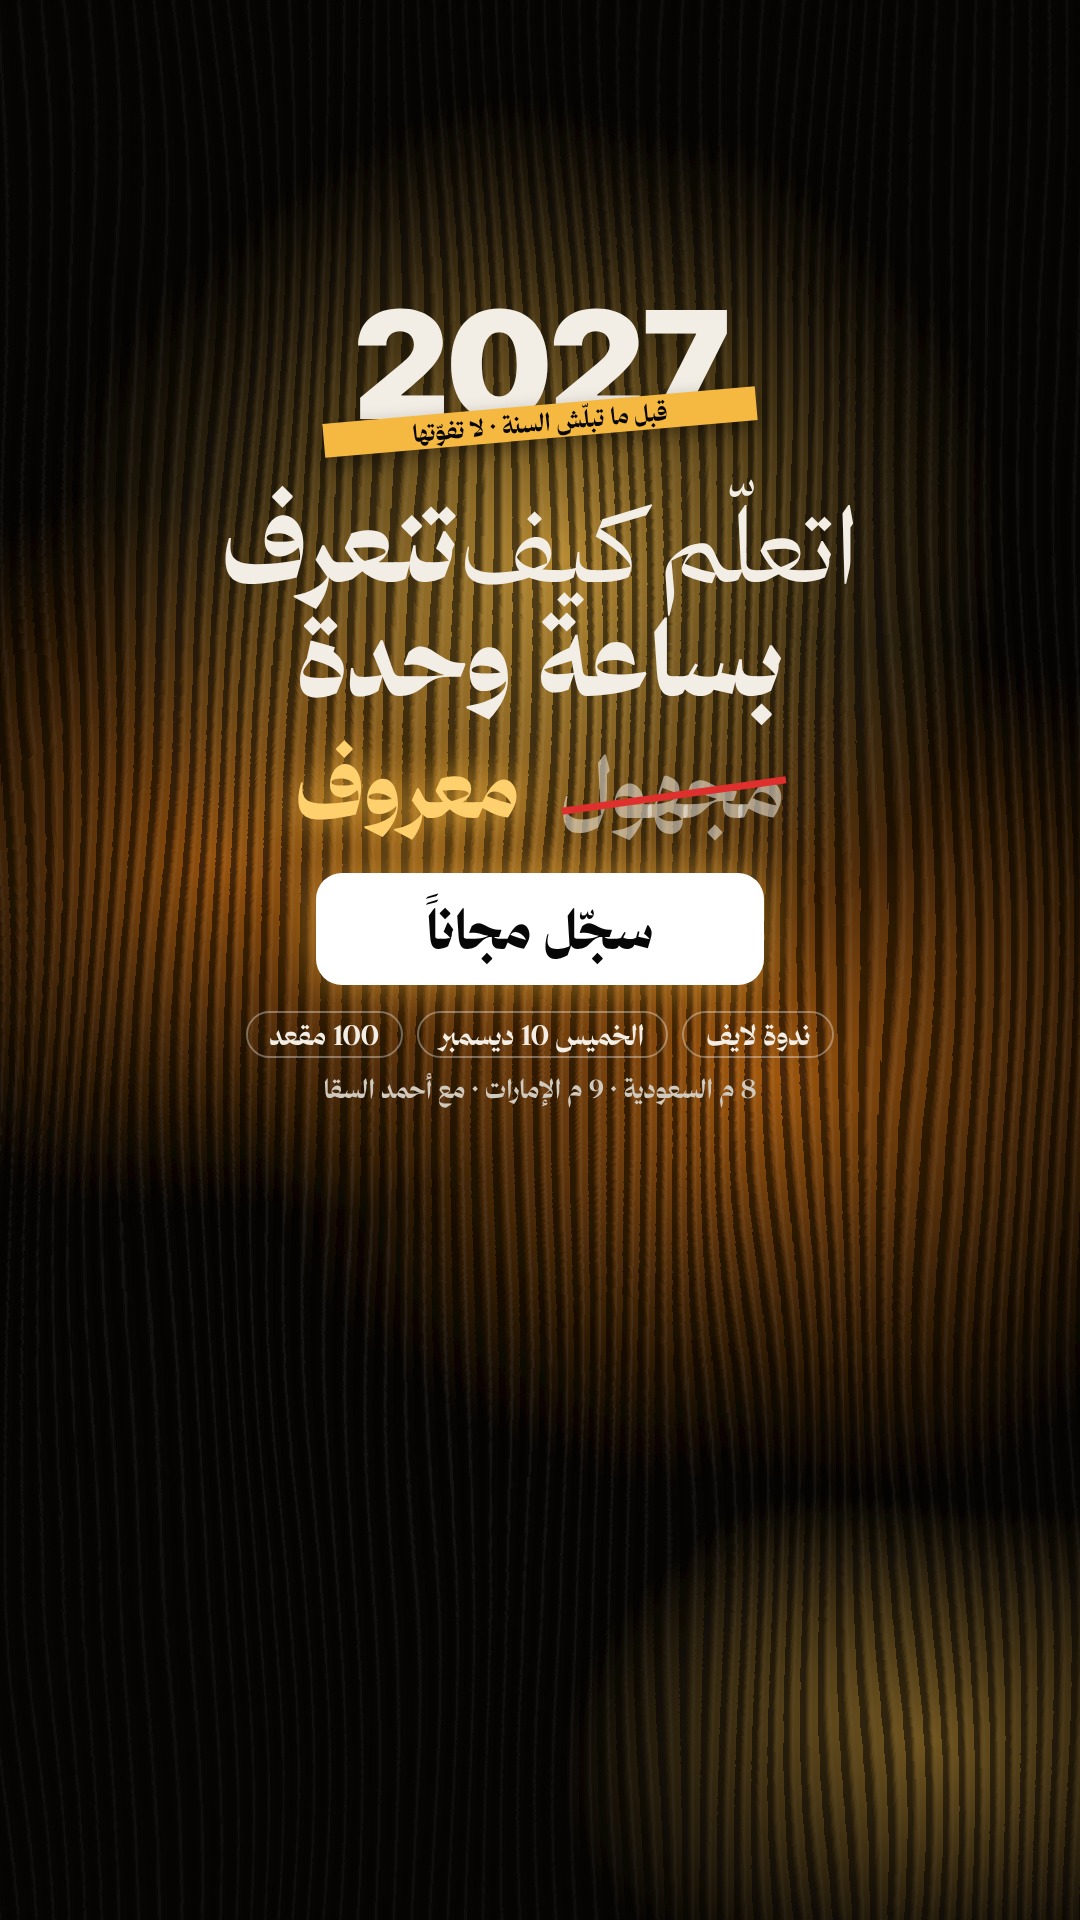 2027
قبل ما تبلّش السنة · لا تفوّتها
اتعلّم كيف تنعرف
بساعة وحدة
مجهول معروف
سجّل مجاناً
ندوة لايف الخميس 10 ديسمبر 100 مقعد
8 م السعودية · 9 م الإمارات · مع أحمد السقا